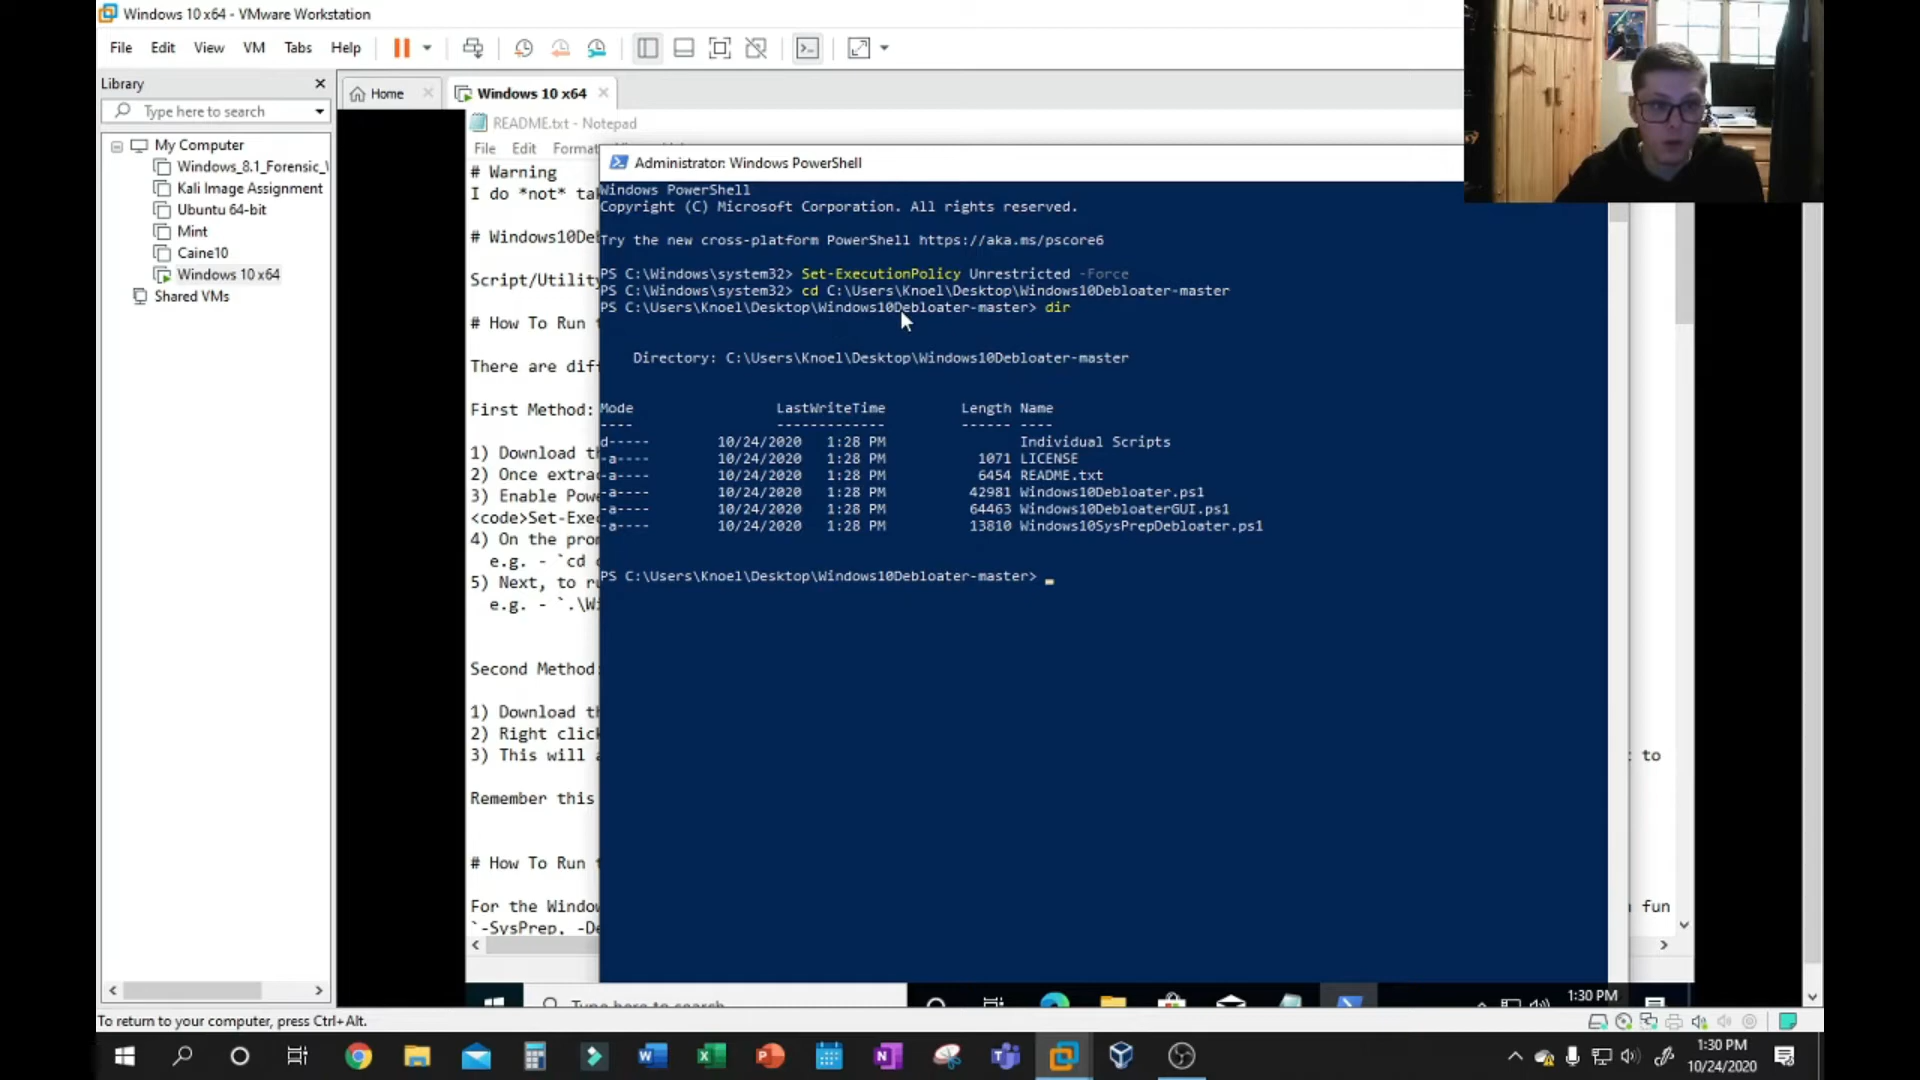 Windows 10 x64 - VMware Workstation
File Edit View VM Tabs Help
Library
Type here to search
My Computer
Windows_8.1_Forensic_
Kali Image Assignment
Ubuntu 64-bit
Mint
Caine10
Windows 10 x64
Shared VMs
Home
Windows 10 x64
README.txt - Notepad
File Edit Format
# Warning
I do *not*
# Windows10Deb
Script/Utility
# How To Run
There are
First Method:
1) Download
2) Once
3) Enable
<code>Set-Exe
4) On the
e.g. - `cd
5) Next, to
e.g. - `.\Wi
Second Method:
1) Download
2) Right
3) This will
to
Remember this
# How To Run
For the
fun
`-SysPrep,
Administrator: Windows PowerShell
Windows PowerShell
Copyright (C) Microsoft Corporation. All rights reserved.
Try the new cross-platform PowerShell https://aka.ms/pscore6
PS C:\Windows\system32> Set-ExecutionPolicy Unrestricted -Force
PS C:\Windows\system32> cd C:\Users\Knoel\Desktop\Windows10Debloater-master
PS C:\Users\Knoel\Desktop\Windows10Debloater-master> dir
Directory: C:\Users\Knoel\Desktop\Windows10Debloater-master
Mode LastWriteTime Length Name
---- ------------- ------ ----
d----- 10/24/2020 1:28 PM Individual Scripts
-a---- 10/24/2020 1:28 PM 1071 LICENSE
-a---- 10/24/2020 1:28 PM 6454 README.txt
-a---- 10/24/2020 1:28 PM 42981 Windows10Debloater.ps1
-a---- 10/24/2020 1:28 PM 64463 Windows10DebloaterGUI.ps1
-a---- 10/24/2020 1:28 PM 13810 Windows10SysPrepDebloater.ps1
PS C:\Users\Knoel\Desktop\Windows10Debloater-master>
Type here to search
1:30 PM
To return to your computer, press Ctrl+Alt.
1:30 PM
10/24/2020